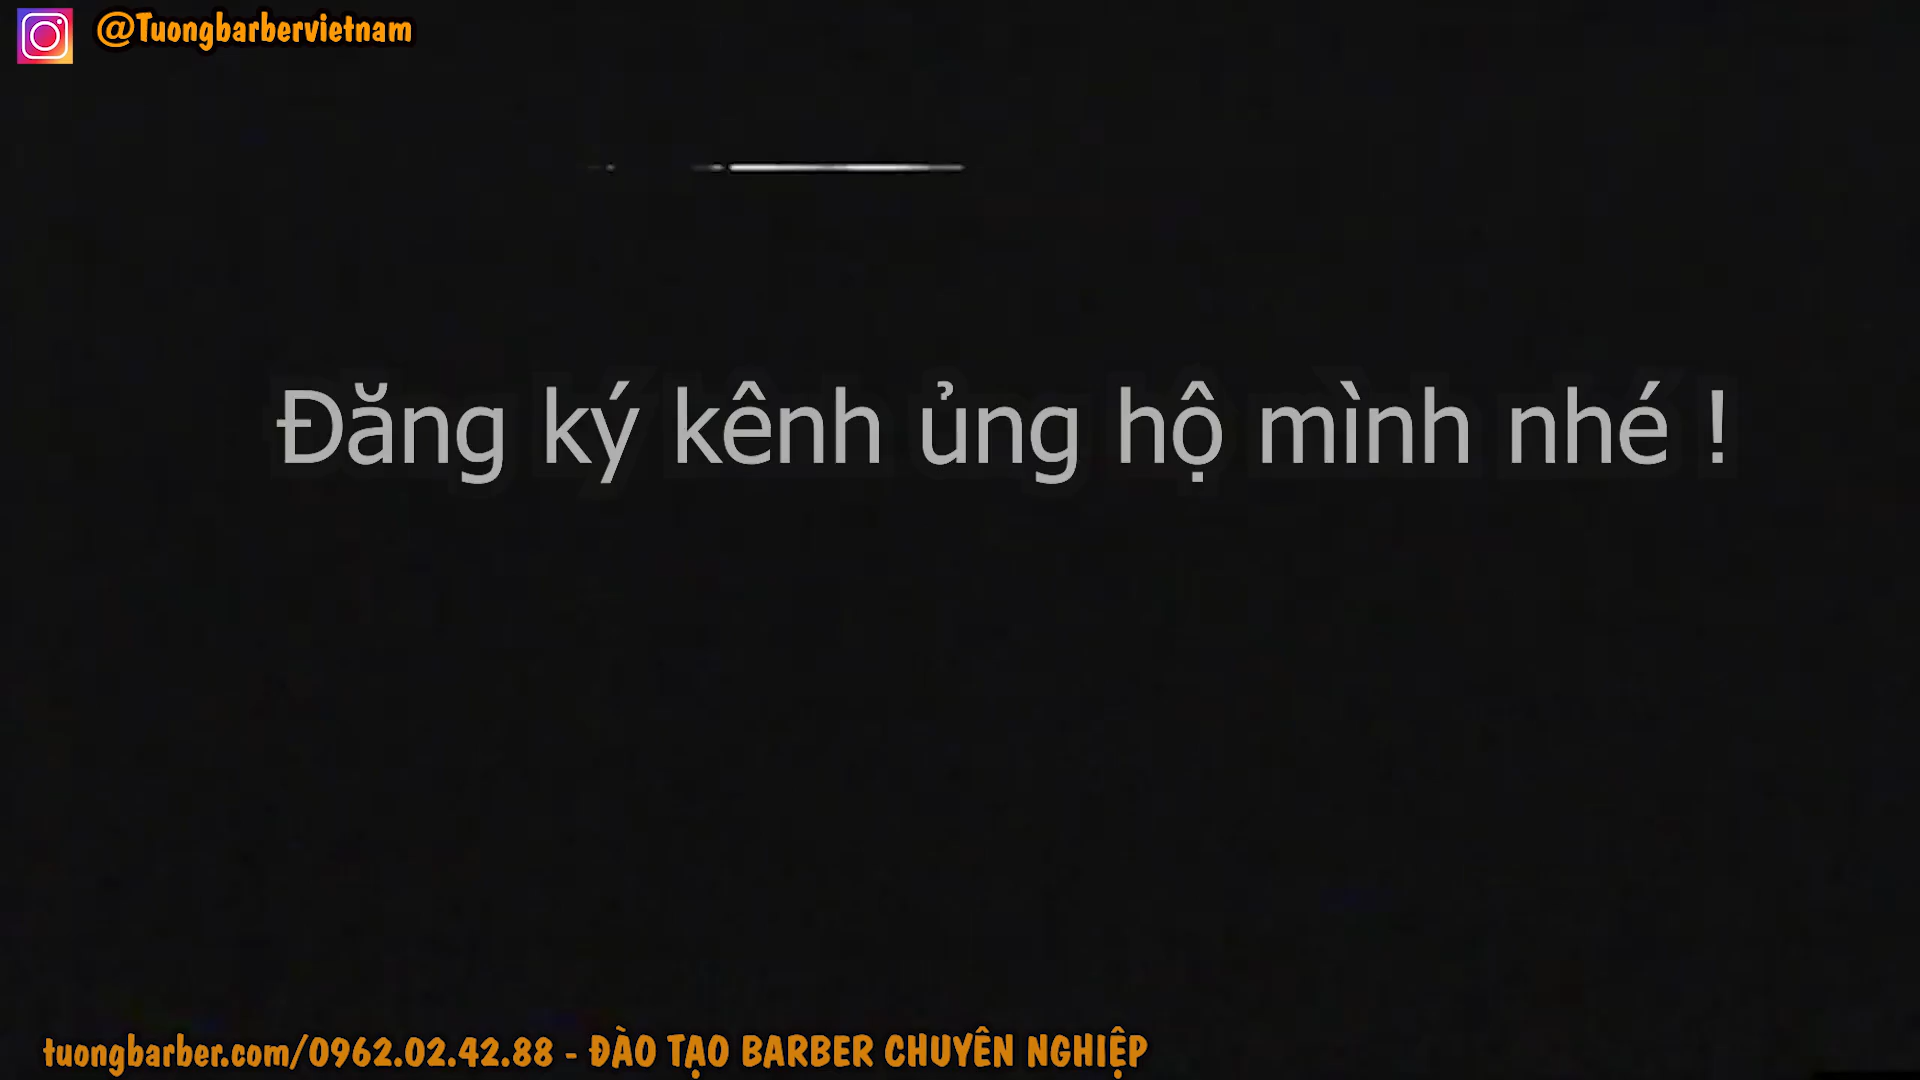 @Tuongbarbervietnam
Đăng ký kênh ủng hộ mình nhé !
tuongbarber.com/0962.02.42.88 - ĐÀO TẠO BARBER CHUYÊN NGHIỆP